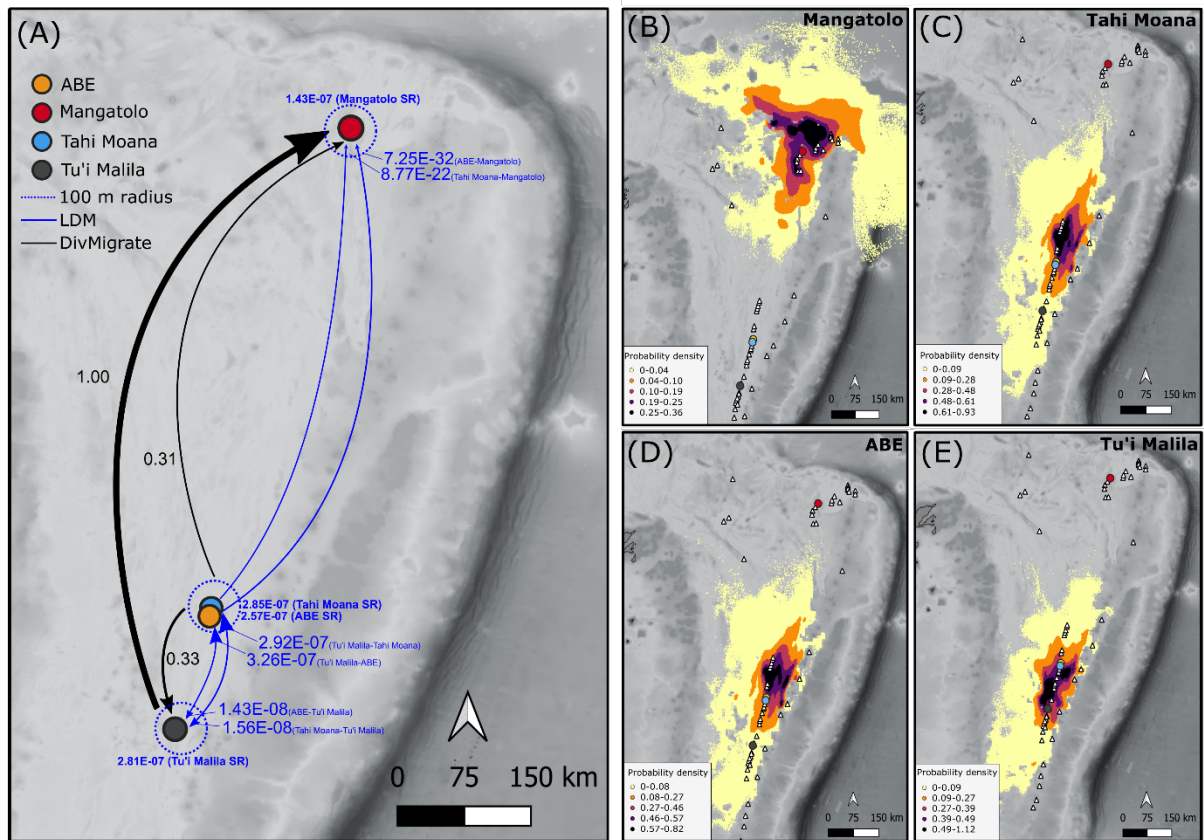 (A)
ABE
Mangatolo
Tahi Moana
Tu'i Malila
100 m radius
LDM
DivMigrate
1.43E-07 (Mangatolo SR)
7.25E-32 (ABE-Mangatolo)
8.77E-22 (Tahi Moana-Mangatolo)
1.00
0.31
2.85E-07 (Tahi Moana SR)
2.57E-07 (ABE SR)
2.92E-07 (Tu'i Malila-Tahi Moana)
3.26E-07 (Tu'i Malila-ABE)
0.33
1.43E-08 (ABE-Tu'i Malila)
1.56E-08 (Tahi Moana-Tu'i Malila)
2.81E-07 (Tu'i Malila SR)
0 75 150 km
(B) Mangatolo
Probability density
0-0.04
0.04-0.10
0.10-0.19
0.19-0.25
0.25-0.36
0 75 150 km
(C) Tahi Moana
Probability density
0-0.09
0.09-0.28
0.28-0.48
0.48-0.61
0.61-0.93
0 75 150 km
(D) ABE
Probability density
0-0.08
0.08-0.27
0.27-0.46
0.46-0.57
0.57-0.82
0 75 150 km
(E) Tu'i Malila
Probability density
0-0.09
0.09-0.27
0.27-0.39
0.39-0.49
0.49-1.12
0 75 150 km